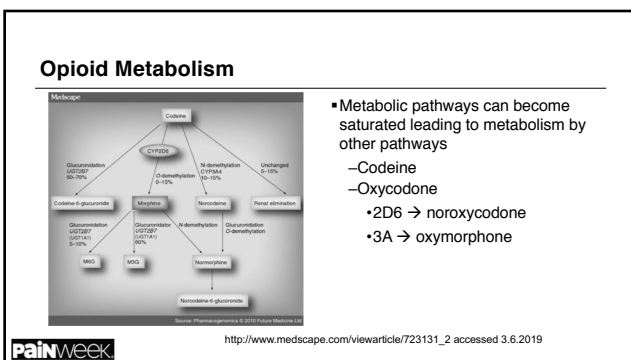 Opioid Metabolism
Medscape
Codeine
CYP2D6
Glucuronidation
UGT2B7
50–70%
O-demethylation
0–15%
N-demethylation
CYP3A4
10–15%
Unchanged
5–15%
Codeine-6-glucuronide
Morphine
Norcodeine
Renal elimination
Glucuronidation
UGT2B7
(UGT1A1)
5–10%
Glucuronidation
UGT2B7
(UGT1A1)
60%
N-demethylation
Glucuronidation
O-demethylation
M6G
M3G
Normorphine
Norcodeine-6-glucoronide
Source: Pharmacogenomics © 2010 Future Medicine Ltd
▪Metabolic pathways can become
saturated leading to metabolism by
other pathways
–Codeine
–Oxycodone
•2D6 → noroxycodone
•3A → oxymorphone
http://www.medscape.com/viewarticle/723131_2 accessed 3.6.2019
PAINWEEK.